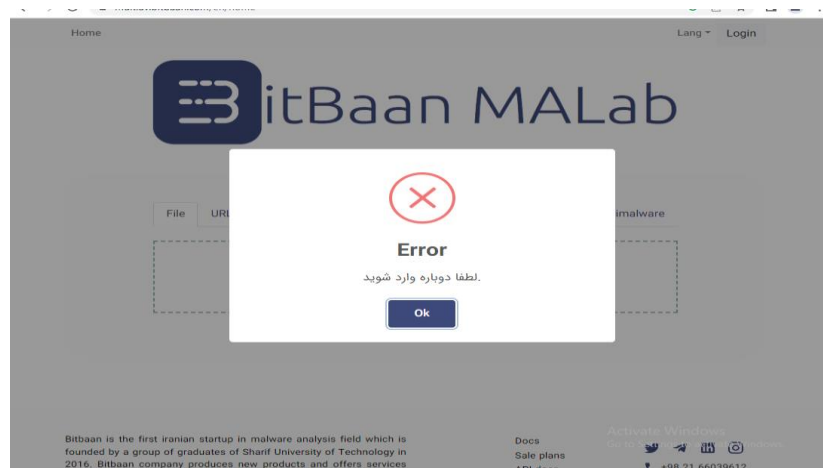 Home
Lang
Login
BitBaan MALab
File
URL
imalware
Error
لطفا دوباره وارد شوید.
Ok
Activate Windows
Bitbaan is the first iranian startup in malware analysis field which is
founded by a group of graduates of Sharif University of Technology in
2016. Bitbaan company produces new products and offers services
Docs
Sale plans
+98 21 66039612